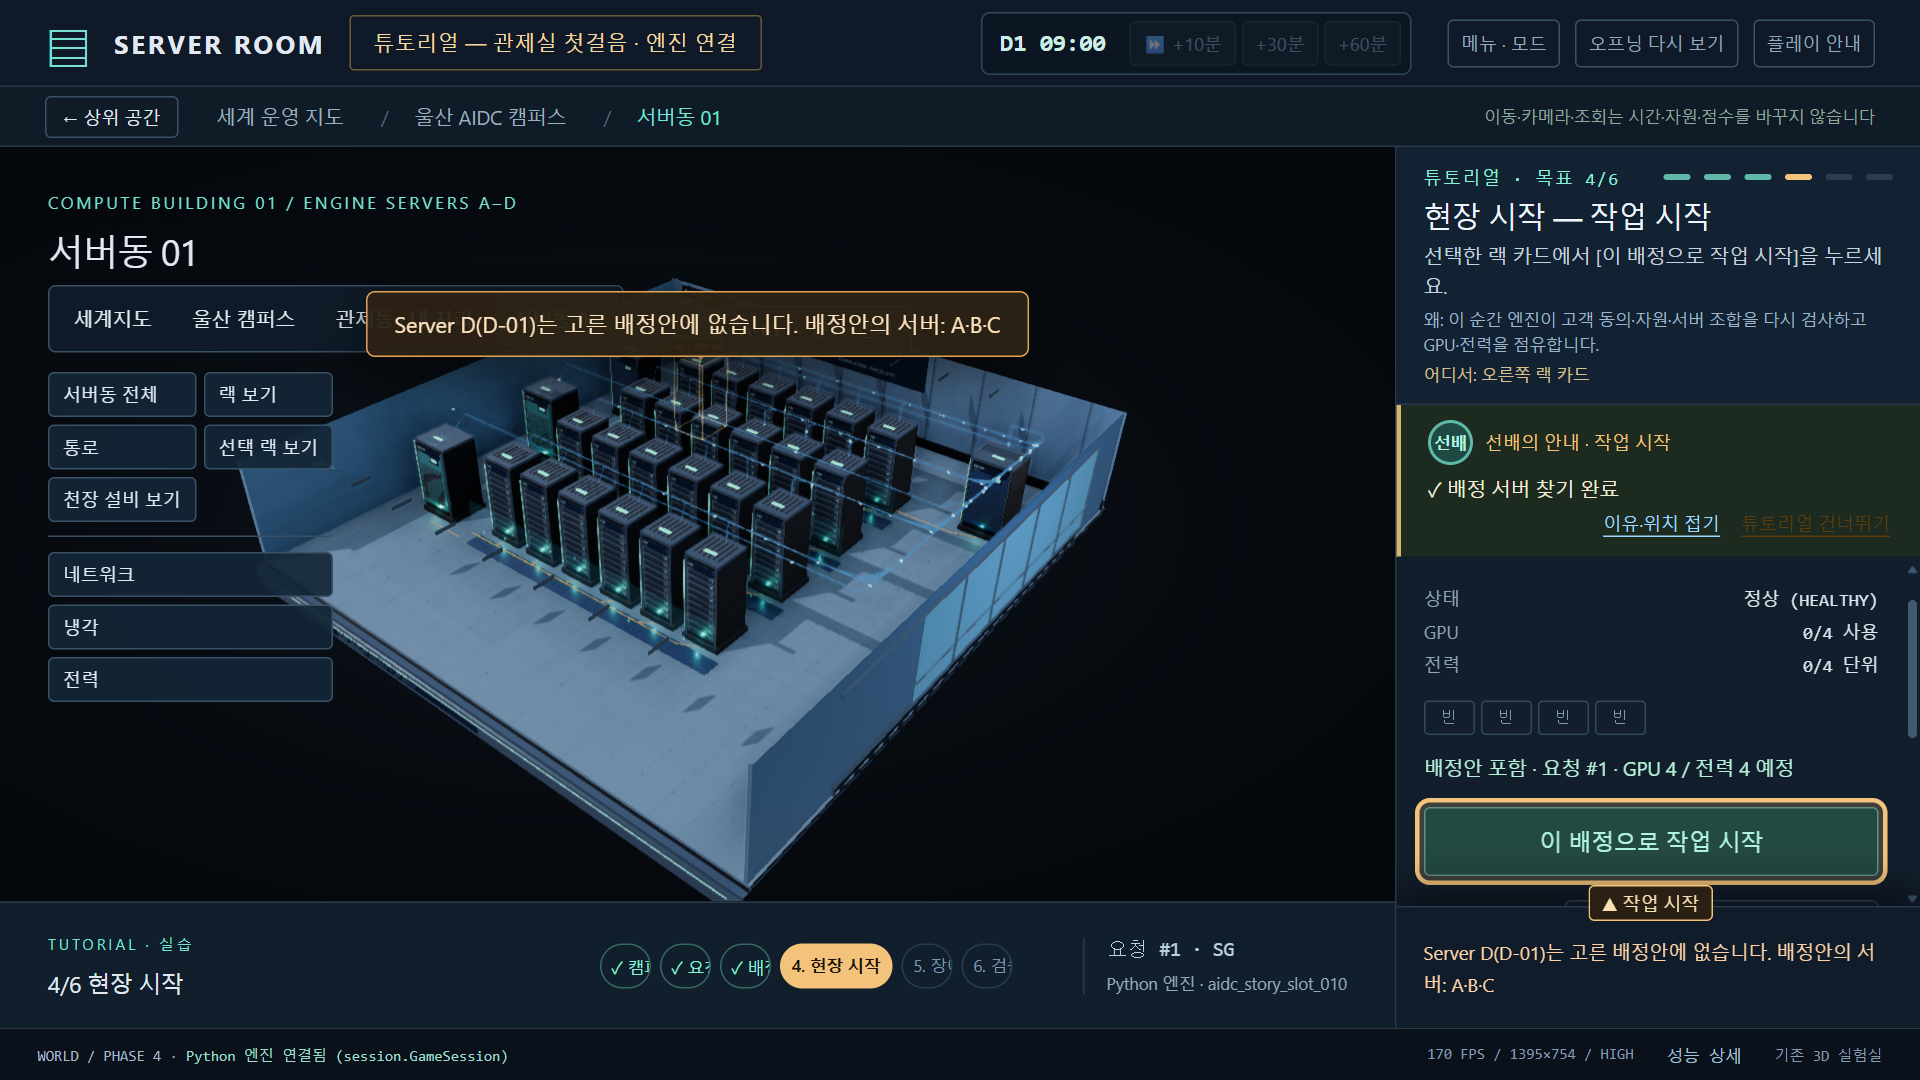 SERVER ROOM
튜토리얼 — 관제실 첫걸음 · 엔진 연결
D1 09:00
+10분
+30분
+60분
메뉴 · 모드
오프닝 다시 보기
플레이 안내
← 상위 공간
세계 운영 지도 / 울산 AIDC 캠퍼스 / 서버동 01
이동·카메라·조회는 시간·자원·점수를 바꾸지 않습니다
COMPUTE BUILDING 01 / ENGINE SERVERS A–D
서버동 01
세계지도
울산 캠퍼스
Server D(D-01)는 고른 배정안에 없습니다. 배정안의 서버: A·B·C
서버동 전체
랙 보기
통로
선택 랙 보기
천장 설비 보기
네트워크
냉각
전력
튜토리얼 · 목표 4/6
현장 시작 — 작업 시작
선택한 랙 카드에서 [이 배정으로 작업 시작]을 누르세
요.
왜: 이 순간 엔진이 고객 동의·자원·서버 조합을 다시 검사하고
GPU·전력을 점유합니다.
어디서: 오른쪽 랙 카드
선배
선배의 안내 · 작업 시작
✓ 배정 서버 찾기 완료
이유·위치 접기
튜토리얼 건너뛰기
상태
정상 (HEALTHY)
GPU
0/4 사용
전력
0/4 단위
빈
빈
빈
빈
배정안 포함 · 요청 #1 · GPU 4 / 전력 4 예정
이 배정으로 작업 시작
▲ 작업 시작
Server D(D-01)는 고른 배정안에 없습니다. 배정안의 서
버: A·B·C
TUTORIAL · 실습
4/6 현장 시작
4. 현장 시작
요청 #1 · SG
Python 엔진 · aidc_story_slot_010
WORLD / PHASE 4 · Python 엔진 연결됨 (session.GameSession)
170 FPS / 1395×754 / HIGH
성능 상세
기존 3D 실험실